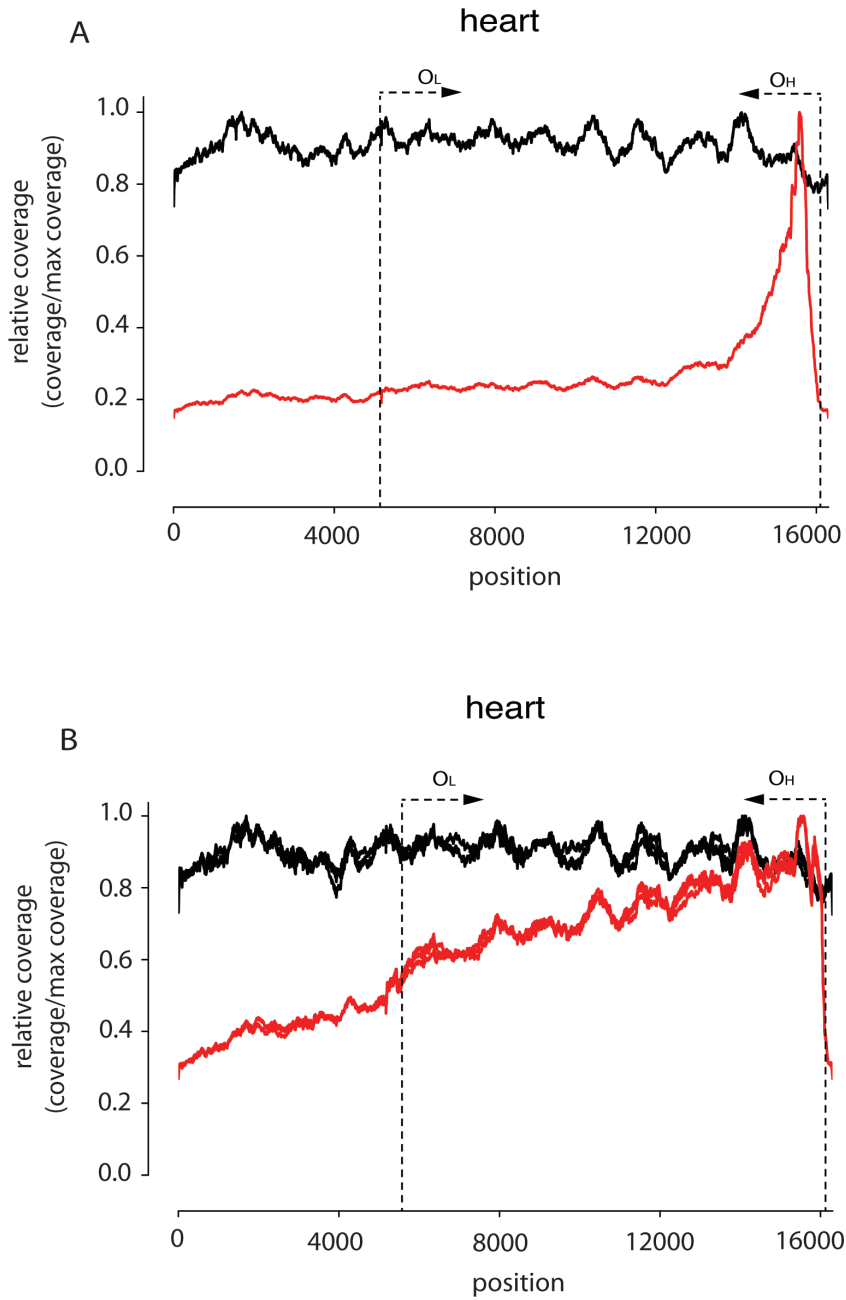 A
heart
OL
OH
1.0
0.8
0.6
0.4
0.2
0.0
relative coverage
(coverage/max coverage)
0
4000
8000
12000
16000
position
heart
B
OL
OH
1.0
0.8
0.6
0.4
0.2
0.0
relative coverage
(coverage/max coverage)
0
4000
8000
12000
16000
position